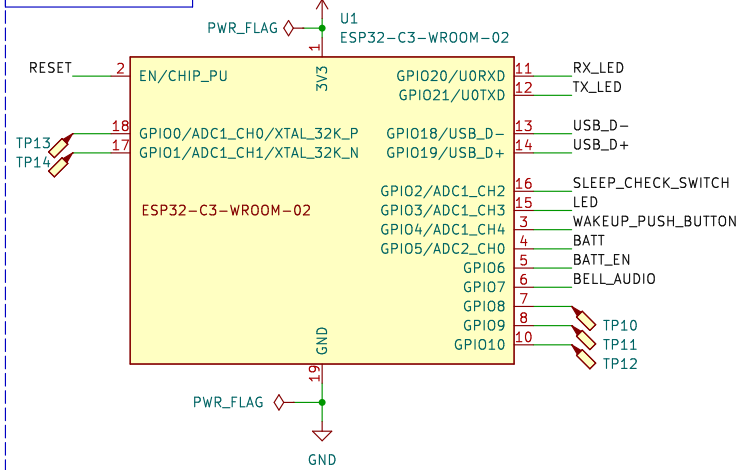 U1
PWR_FLAG
ESP32-C3-WROOM-02
1
3V3
RESET 2 EN/CHIP_PU
GPIO20/U0RXD 11 RX_LED
GPIO21/U0TXD 12 TX_LED
TP13 18 GPIO0/ADC1_CH0/XTAL_32K_P
GPIO18/USB_D- 13 USB_D-
TP14 17 GPIO1/ADC1_CH1/XTAL_32K_N
GPIO19/USB_D+ 14 USB_D+
GPIO2/ADC1_CH2 16 SLEEP_CHECK_SWITCH
ESP32-C3-WROOM-02
GPIO3/ADC1_CH3 15 LED
GPIO4/ADC1_CH4 3 WAKEUP_PUSH_BUTTON
GPIO5/ADC2_CH0 4 BATT
GPIO6 5 BATT_EN
GPIO7 6 BELL_AUDIO
GPIO8 7 TP10
GPIO9 8 TP11
GPIO10 10 TP12
GND
19
PWR_FLAG
GND